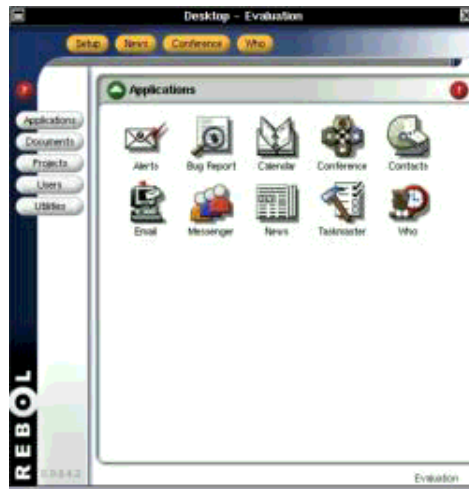 Desktop - Evaluation
Setup News Conference Who
Applications
Applications
Documents
Projects
Users
Utilities
Alerts Bug Report Calendar Conference Contacts
Email Messenger News Taskmaster Who
REBOL
Evaluation